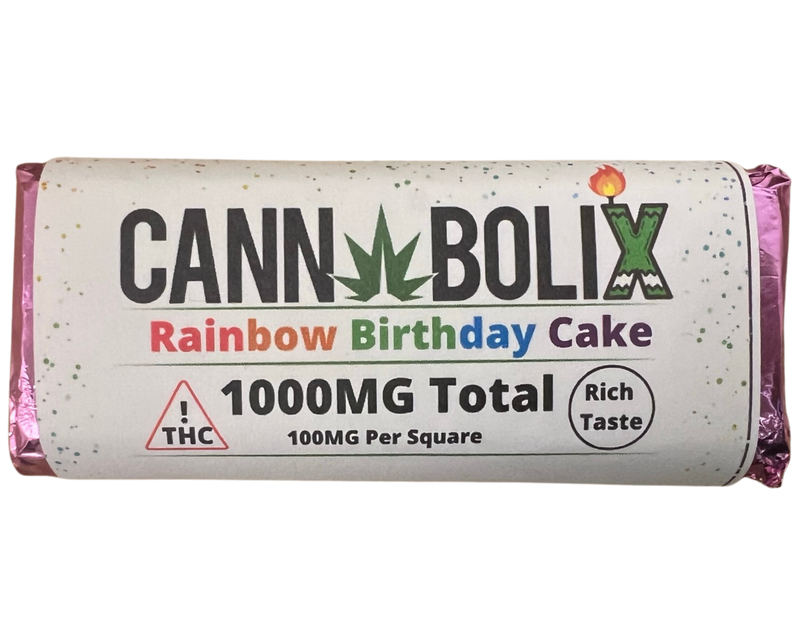 CANNABOLIX
Rainbow Birthday Cake
! THC
1000MG Total
100MG Per Square
Rich
Taste